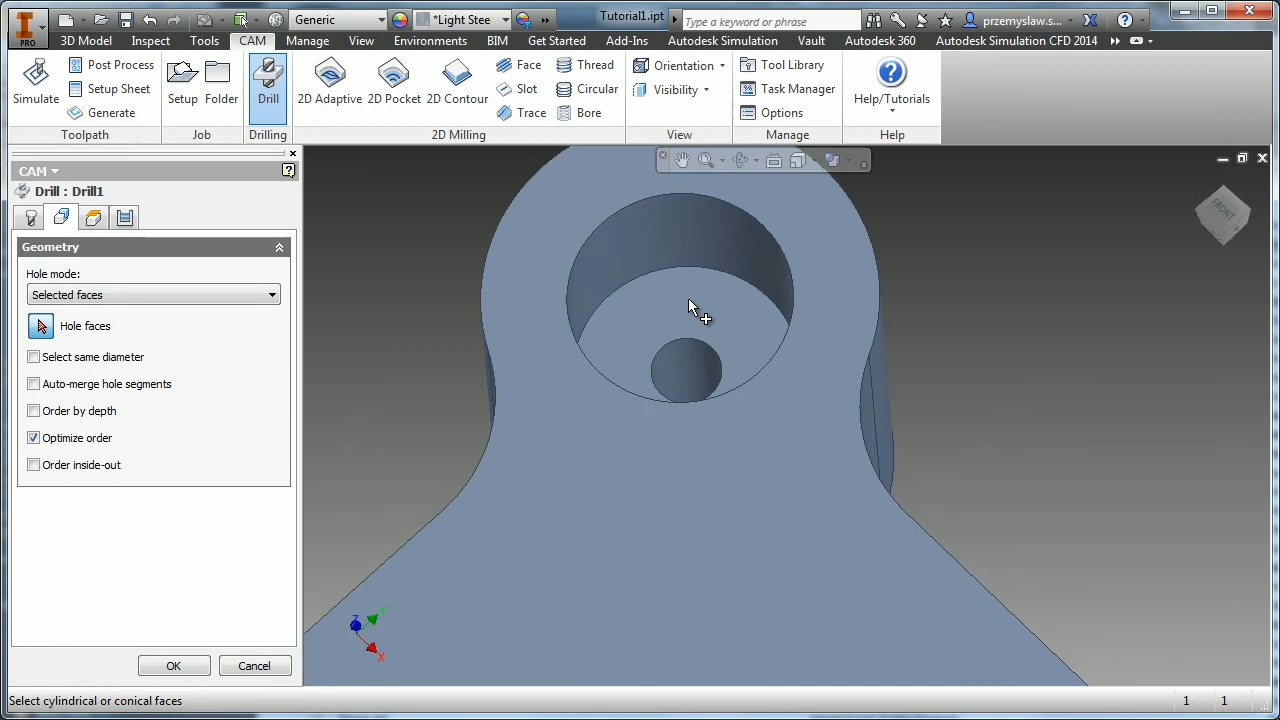 Generic *Light Stee Tutorial1.ipt Type a keyword or phrase przemyslaw.s...
PRO
3D Model Inspect Tools CAM Manage View Environments BIM Get Started Add-Ins Autodesk Simulation Vault Autodesk 360 Autodesk Simulation CFD 2014
Post Process Face Thread Orientation Tool Library
Setup Sheet Slot Circular Visibility Task Manager
Simulate Setup Folder Drill 2D Adaptive 2D Pocket 2D Contour Help/Tutorials
Generate Trace Bore Options
Toolpath Job Drilling 2D Milling View Manage Help
CAM
Drill : Drill1
FRONT
Geometry
Hole mode:
Selected faces
Hole faces
Select same diameter
Auto-merge hole segments
Order by depth
Optimize order
Order inside-out
Y
Z
X
OK Cancel
Select cylindrical or conical faces 1 1